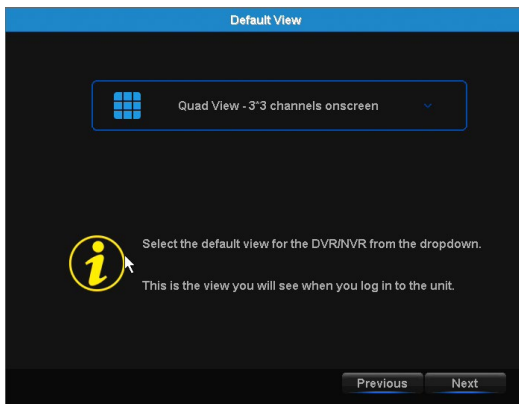 Default View
Quad View - 3*3 channels onscreen
Select the default view for the DVR/NVR from the dropdown.
This is the view you will see when you log in to the unit.
Previous Next